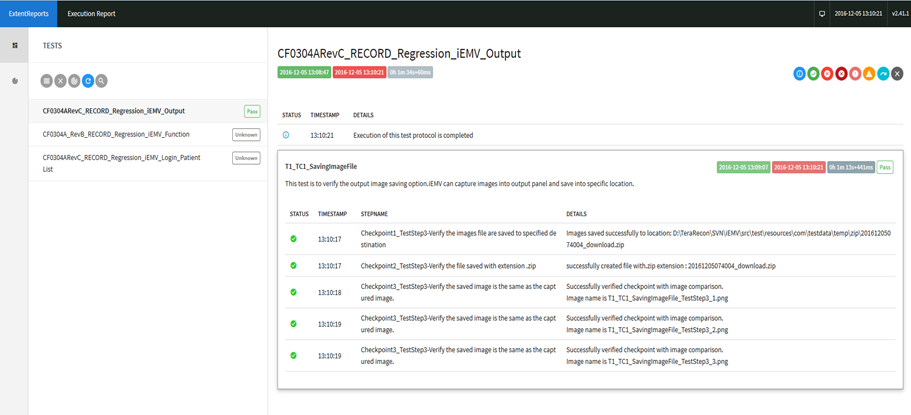 ExtentReports
Execution Report
2016-12-05 13:10:21
v2.41.1
TESTS
CF0304ARevC_RECORD_Regression_iEMV_Output
Pass
CF0304A_RevB_RECORD_Regression_iEMV_Function
Unknown
CF0304ARevC_RECORD_Regression_iEMV_Login_Patient
List
Unknown
CF0304ARevC_RECORD_Regression_iEMV_Output
2016-12-05 13:08:47
2016-12-05 13:10:21
0h 1m 34s+60ms
STATUS TIMESTAMP DETAILS
13:10:21 Execution of this test protocol is completed
T1_TC1_SavingImageFile
2016-12-05 13:09:07
2016-12-05 13:10:21
0h 1m 13s+441ms
Pass
This test is to verify the output image saving option.iEMV can capture images into output panel and save into specific location.
STATUS TIMESTAMP STEPNAME DETAILS
13:10:17
Checkpoint1_TestStep3-Verify the images file are saved to specified de
stination
Images saved successfully to location: D:\TeraRecon\SVN\iEMV\src\test\resources\com\testdata\temp\zip\201612050
74004_download.zip
13:10:17
Checkpoint2_TestStep3-Verify the file saved with extension .zip
successfully created file with.zip extension : 20161205074004_download.zip
13:10:18
Checkpoint3_TestStep3-Verify the saved image is the same as the capt
ured image.
Successfully verified checkpoint with image comparison.
Image name is T1_TC1_SavingImageFile_TestStep3_1.png
13:10:19
Checkpoint3_TestStep3-Verify the saved image is the same as the capt
ured image.
Successfully verified checkpoint with image comparison.
Image name is T1_TC1_SavingImageFile_TestStep3_2.png
13:10:19
Checkpoint3_TestStep3-Verify the saved image is the same as the capt
ured image.
Successfully verified checkpoint with image comparison.
Image name is T1_TC1_SavingImageFile_TestStep3_3.png